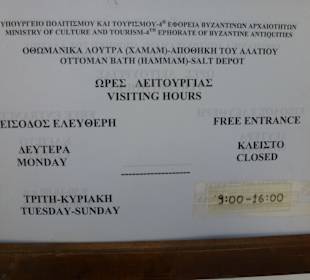 ΥΠΟΥΡΓΕΙΟ ΠΟΛΙΤΙΣΜΟΥ ΚΑΙ ΤΟΥΡΙΣΜΟΥ-4η ΕΦΟΡΕΙΑ ΒΥΖΑΝΤΙΝΩΝ ΑΡΧΑΙΟΤΗΤΩΝ
MINISTRY OF CULTURE AND TOURISM-4TH EPHORATE OF BYZANTINE ANTIQUITIES
ΟΘΩΜΑΝΙΚΑ ΛΟΥΤΡΑ (ΧΑΜΑΜ)-ΑΠΟΘΗΚΗ ΤΟΥ ΑΛΑΤΙΟΥ
OTTOMAN BATH (HAMMAM)-SALT DEPOT
ΩΡΕΣ ΛΕΙΤΟΥΡΓΙΑΣ
VISITING HOURS
ΕΙΣΟΔΟΣ ΕΛΕΥΘΕΡΗ FREE ENTRANCE
ΔΕΥΤΕΡΑ ΚΛΕΙΣΤΟ
MONDAY CLOSED
ΤΡΙΤΗ-ΚΥΡΙΑΚΗ 9:00-16:00
TUESDAY-SUNDAY